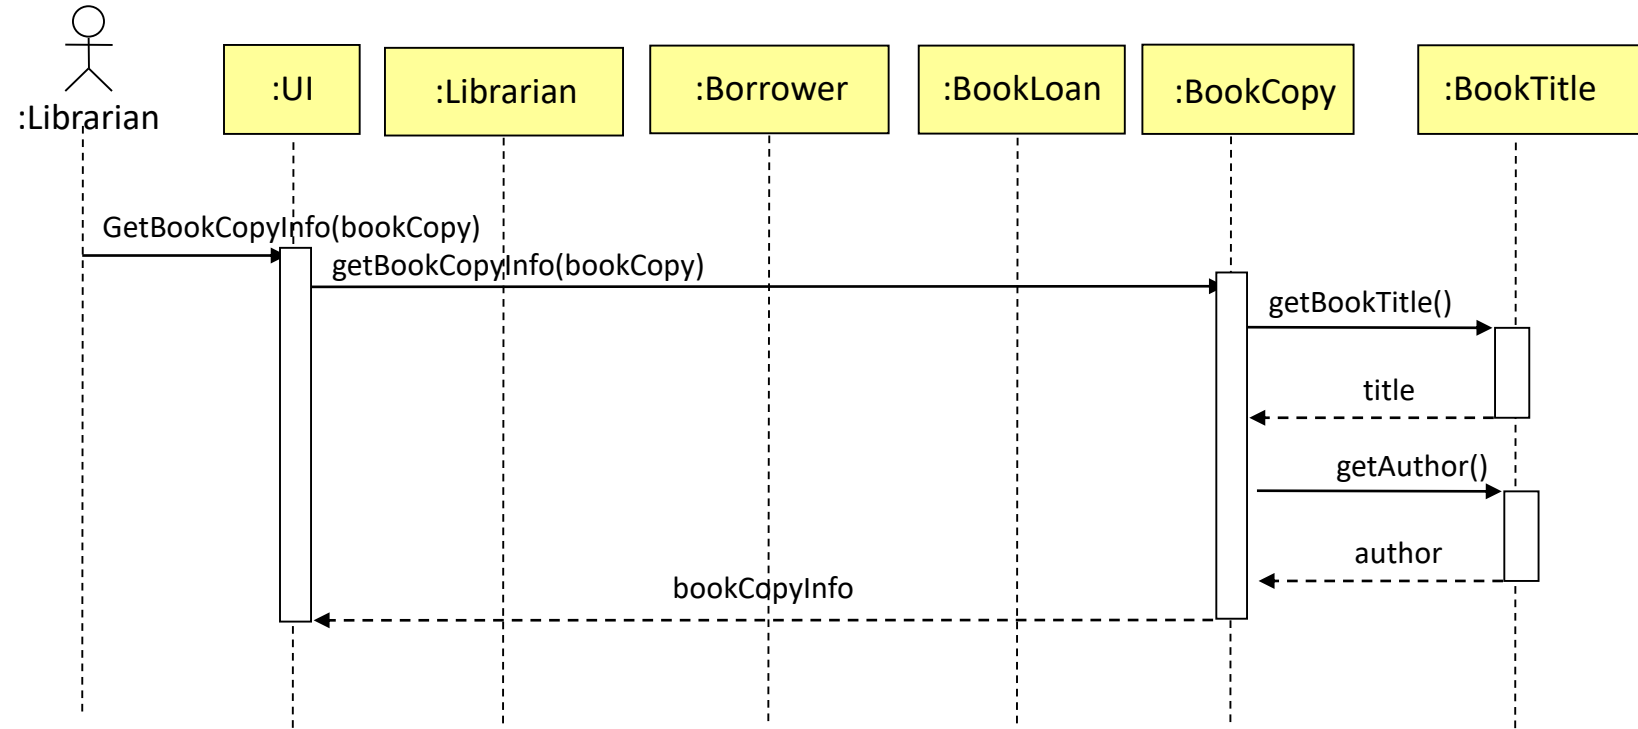 :Librarian
:UI
:Librarian
:Borrower
:BookLoan
:BookCopy
:BookTitle
GetBookCopyInfo(bookCopy)
getBookCopyInfo(bookCopy)
getBookTitle()
title
getAuthor()
author
bookCopyInfo